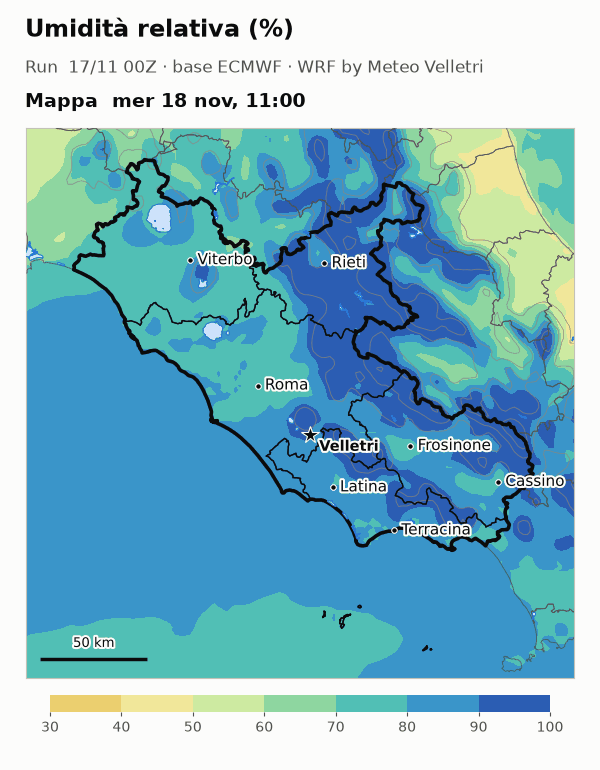 Umidità relativa (%)
Run  17/11 00Z · base ECMWF · WRF by Meteo Velletri
Mappa  mer 18 nov, 11:00
Viterbo
Rieti
Roma
Velletri
Frosinone
Latina
Cassino
Terracina
50 km
30 40 50 60 70 80 90 100